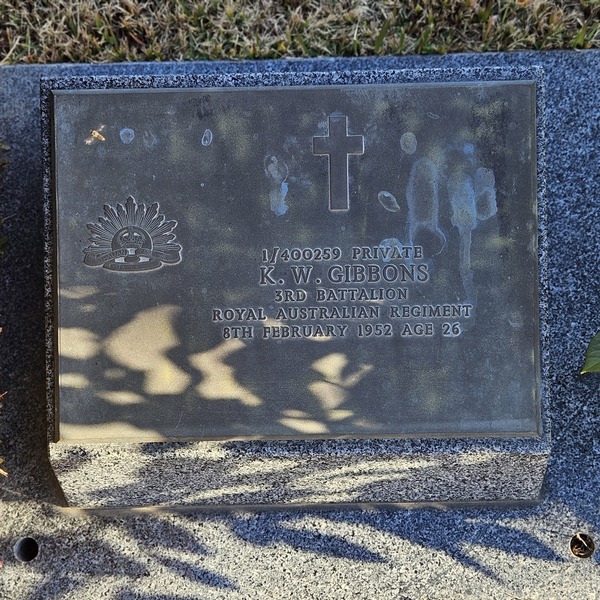 1/400259 PRIVATE
K. W. GIBBONS
3RD BATTALION
ROYAL AUSTRALIAN REGIMENT
8TH FEBRUARY 1952 AGE 26